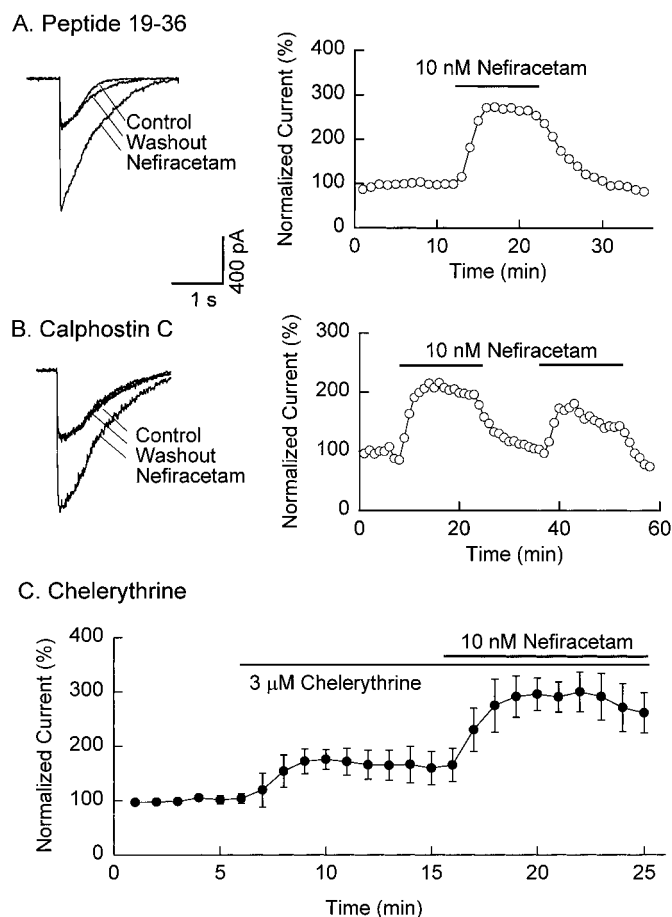 A. Peptide 19-36
Control
Washout
Nefiracetam
400 pA
1 s
Normalized Current (%)
400
300
200
100
0
10 nM Nefiracetam
0 10 20 30
Time (min)
B. Calphostin C
Control
Washout
Nefiracetam
Normalized Current (%)
300
200
100
0
10 nM Nefiracetam
0 20 40 60
Time (min)
C. Chelerythrine
Normalized Current (%)
400
300
200
100
0
10 nM Nefiracetam
3 μM Chelerythrine
0 5 10 15 20 25
Time (min)